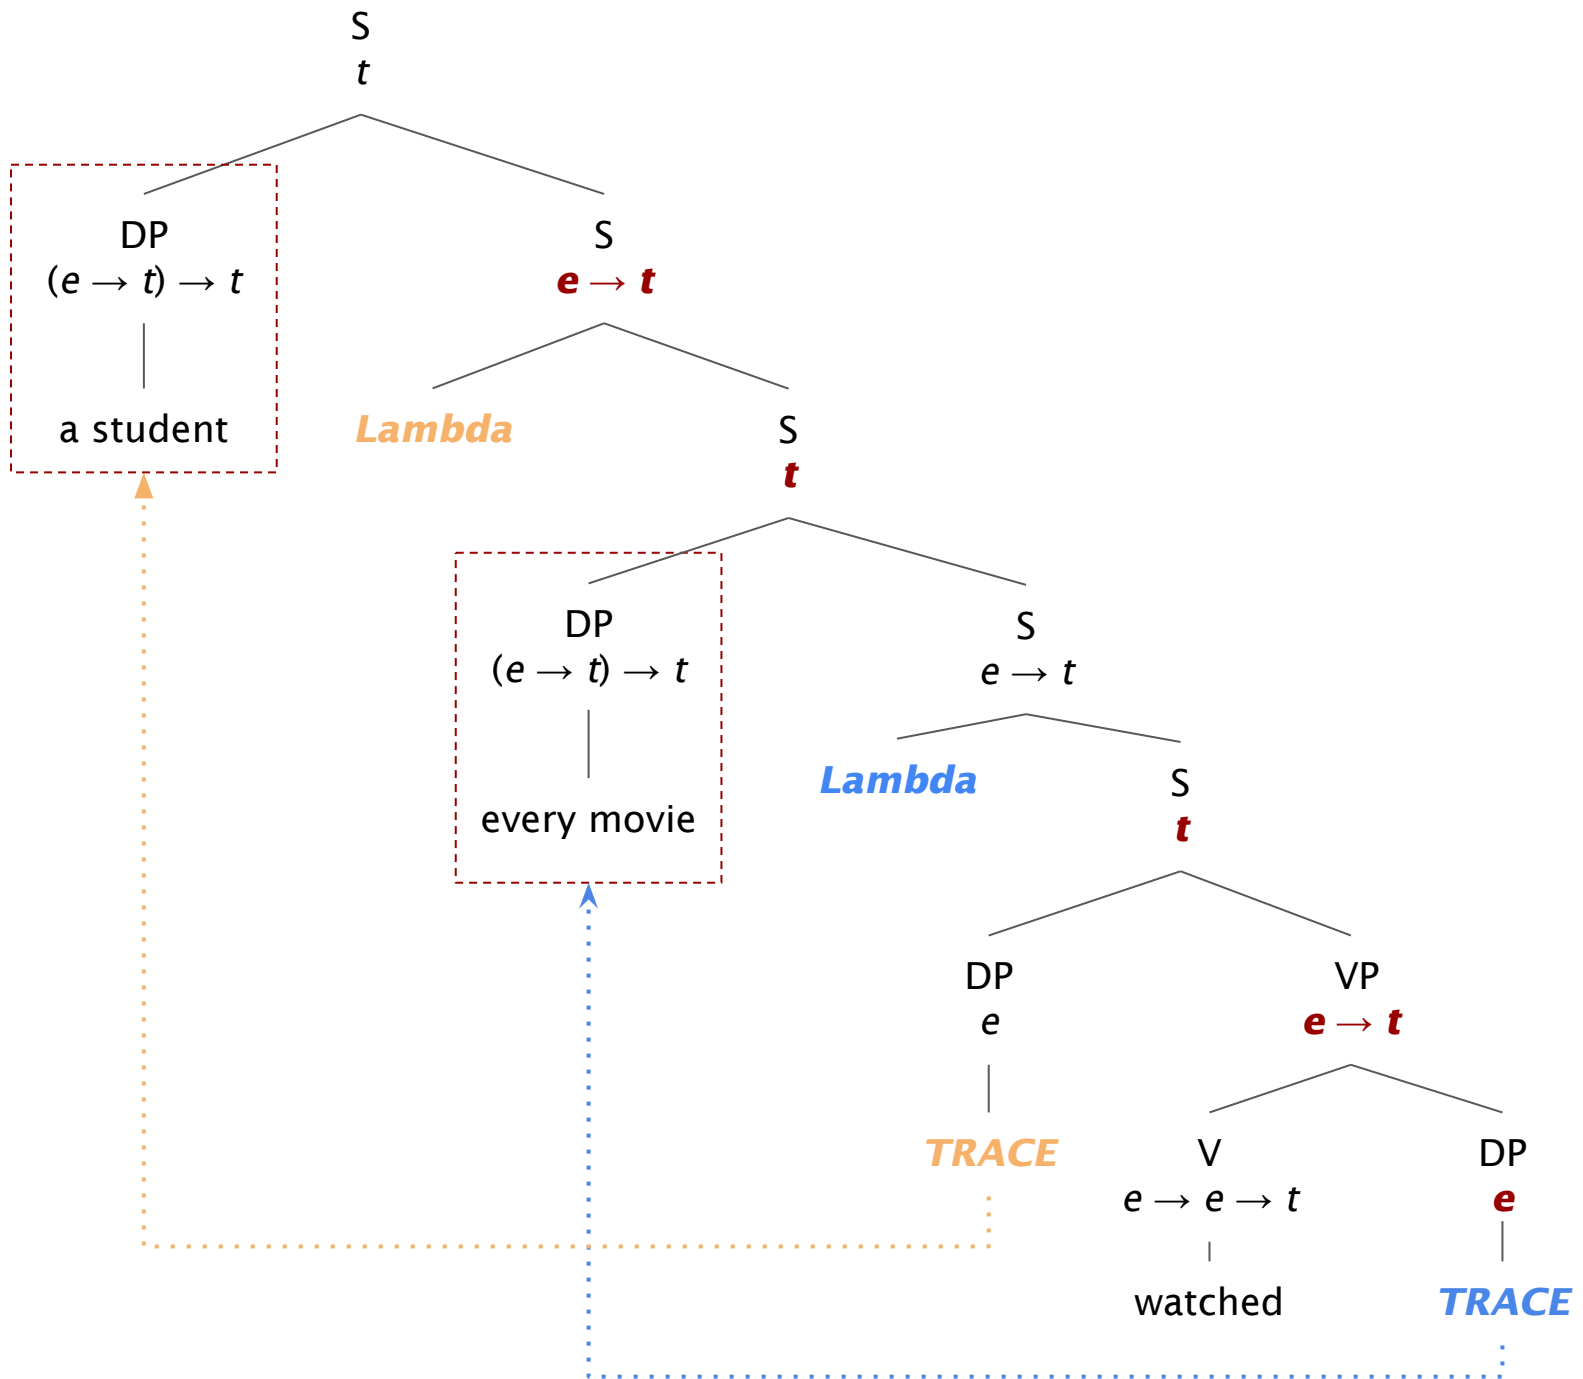 S
t
DP
(e → t) → t
a student
S
e → t
Lambda
S
t
DP
(e → t) → t
every movie
S
e → t
Lambda
S
t
DP
e
TRACE
VP
e → t
V
e → e → t
watched
DP
e
TRACE